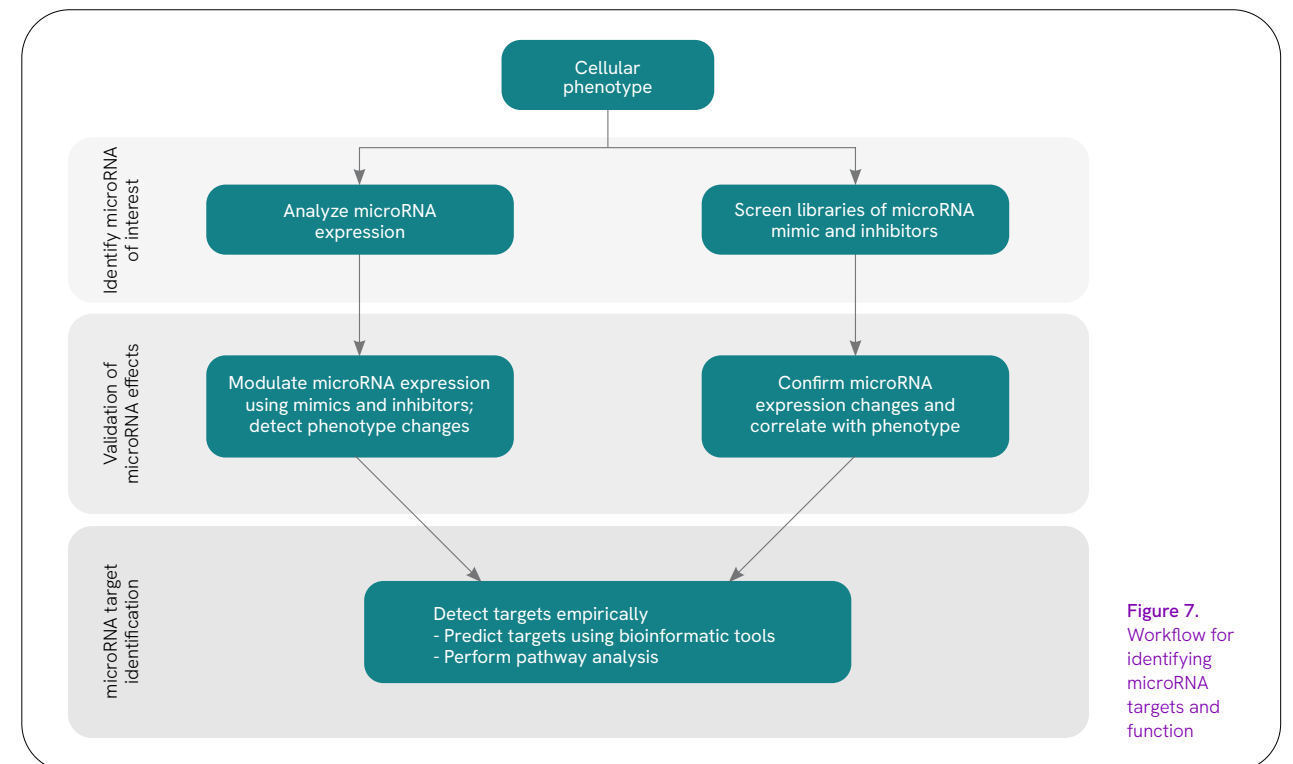 Cellular
phenotype
Identify microRNA
of interest
Analyze microRNA
expression
Screen libraries of microRNA
mimic and inhibitors
Validation of
microRNA effects
Modulate microRNA expression
using mimics and inhibitors;
detect phenotype changes
Confirm microRNA
expression changes and
correlate with phenotype
microRNA target
identification
Detect targets empirically
- Predict targets using bioinformatic tools
- Perform pathway analysis
Figure 7.
Workflow for
identifying
microRNA
targets and
function